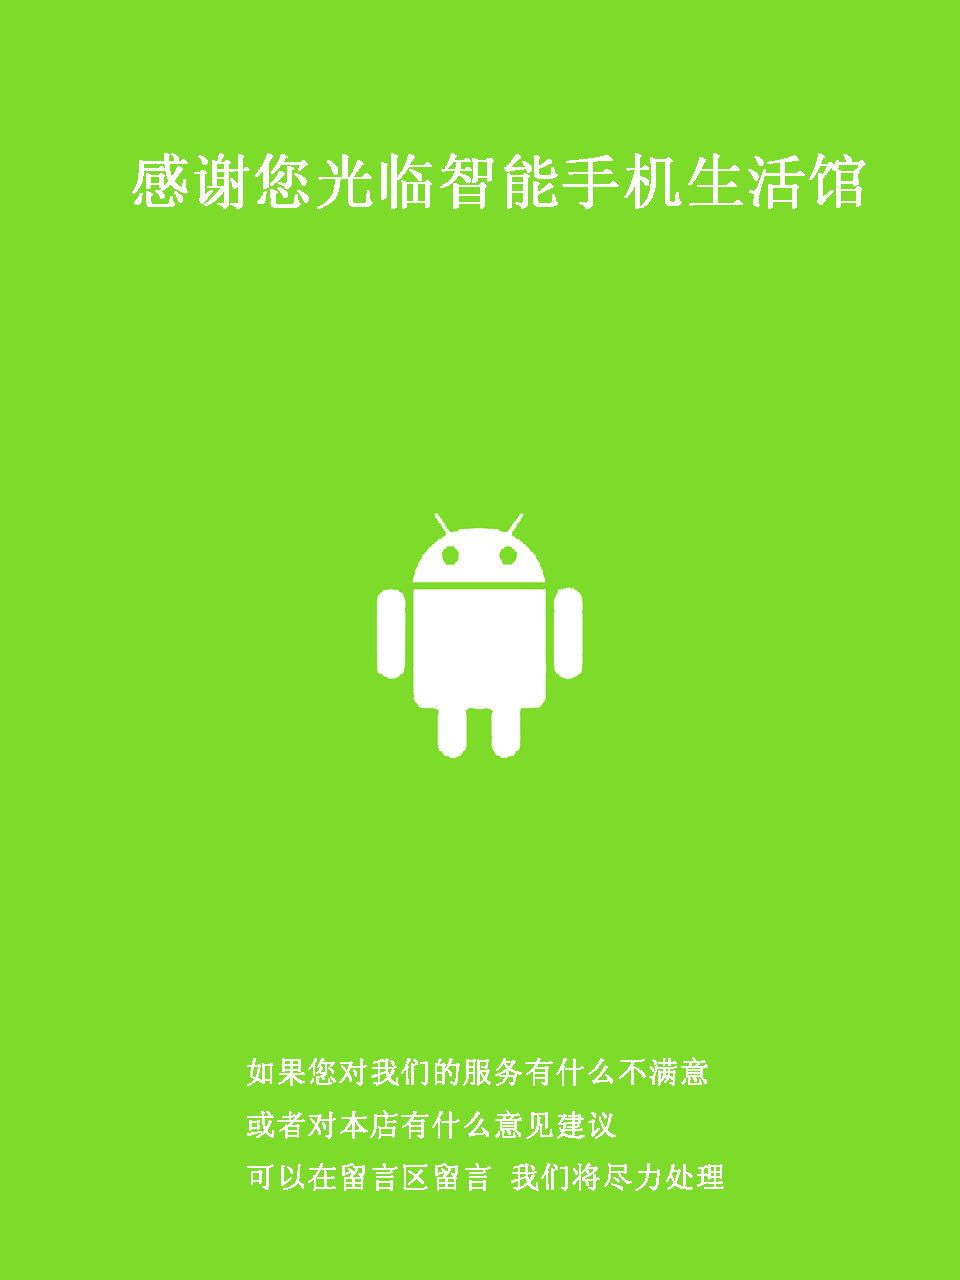 感谢您光临智能手机生活馆
如果您对我们的服务有什么不满意
或者对本店有什么意见建议
可以在留言区留言 我们将尽力处理